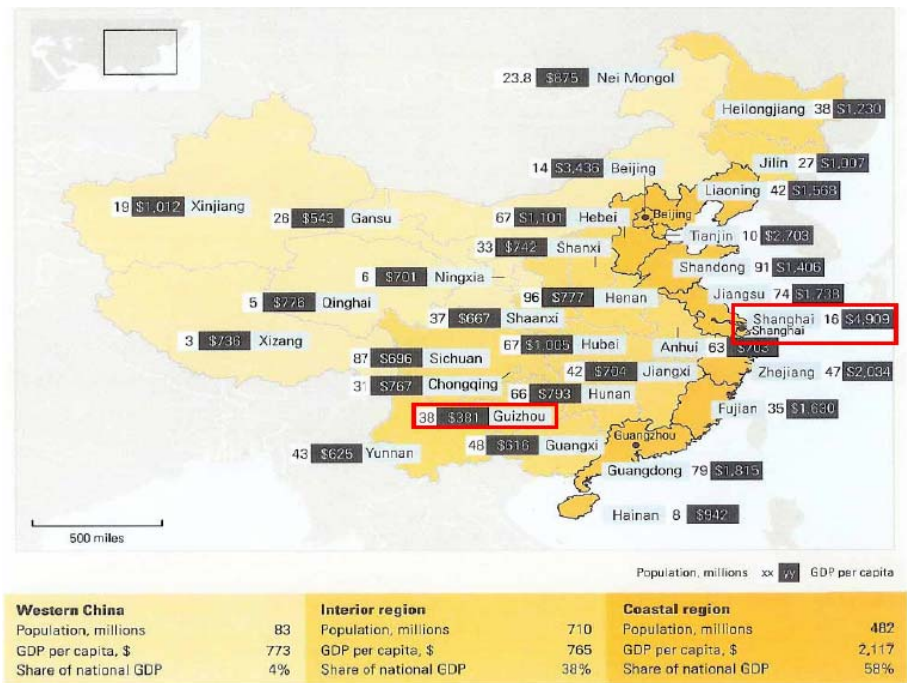 23.8 $875 Nei Mongol
Heilongjiang 38 $1,230
14 $3,436 Beijing
Jilin 27 $1,007
Liaoning 42 $1,568
19 $1,012 Xinjiang
26 $543 Gansu
67 $1,101 Hebei
Beijing
Tianjin 10 $2,703
33 $742 Shanxi
Shandong 91 $1,406
6 $701 Ningxia
5 $776 Qinghai
96 $777 Henan
Jiangsu 74 $1,738
37 $667 Shaanxi
Shanghai 16 $4,909
Shanghai
3 $736 Xizang
67 $1,005 Hubei
Anhui 63 $703
87 $696 Sichuan
42 $704 Jiangxi
Zhejiang 47 $2,034
31 $767 Chongqing
66 $793 Hunan
38 $381 Guizhou
Fujian 35 $1,630
48 $616 Guangxi
Guangzhou
43 $625 Yunnan
Guangdong 79 $1,815
Hainan 8 $942
500 miles
Population, millions xx yy GDP per capita
Western China
Population, millions 83
GDP per capita, $ 773
Share of national GDP 4%
Interior region
Population, millions 710
GDP per capita, $ 765
Share of national GDP 38%
Coastal region
Population, millions 482
GDP per capita, $ 2,117
Share of national GDP 58%